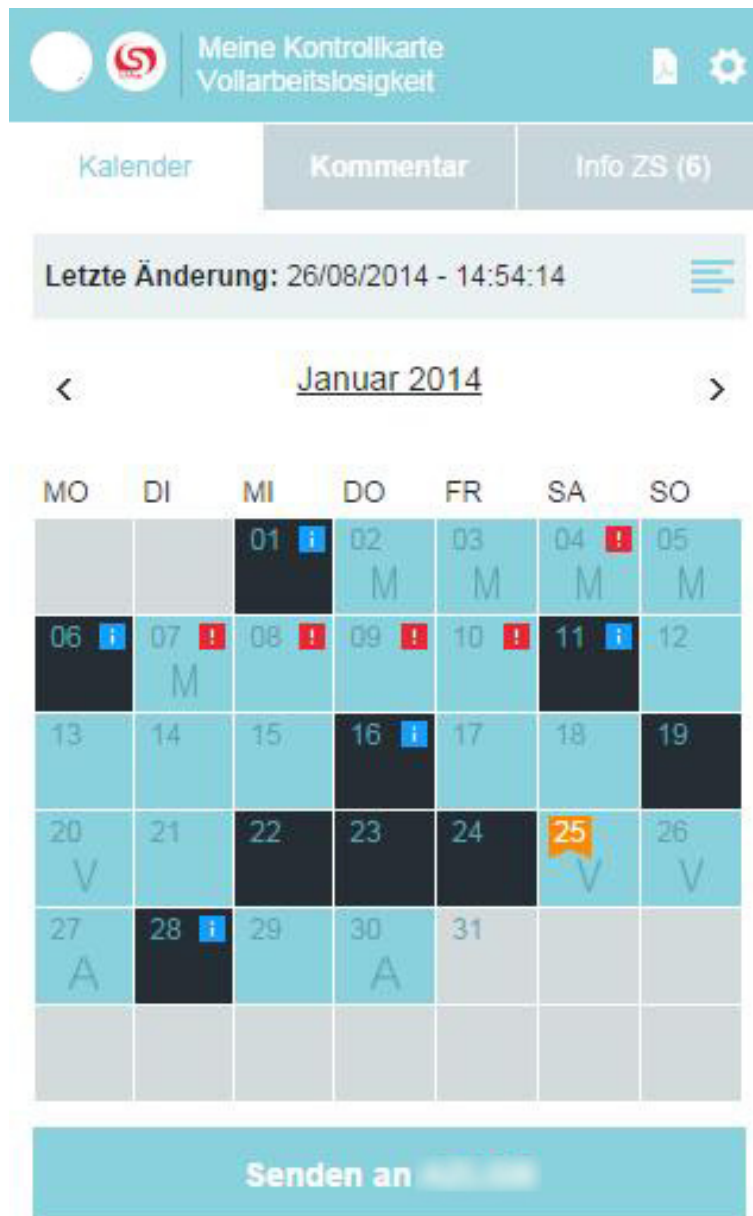 Meine Kontrollkarte
Vollarbeitslosigkeit
Kalender Kommentar Info ZS (6)
Letzte Änderung: 26/08/2014 - 14:54:14
< Januar 2014 >
MO DI MI DO FR SA SO
01 i 02 03 04 ! 05
M M M M
06 i 07 ! 08 ! 09 ! 10 ! 11 i 12
M
13 14 15 16 i 17 18 19
20 21 22 23 24 25 26
V V V
27 28 i 29 30 31
A A
Senden an